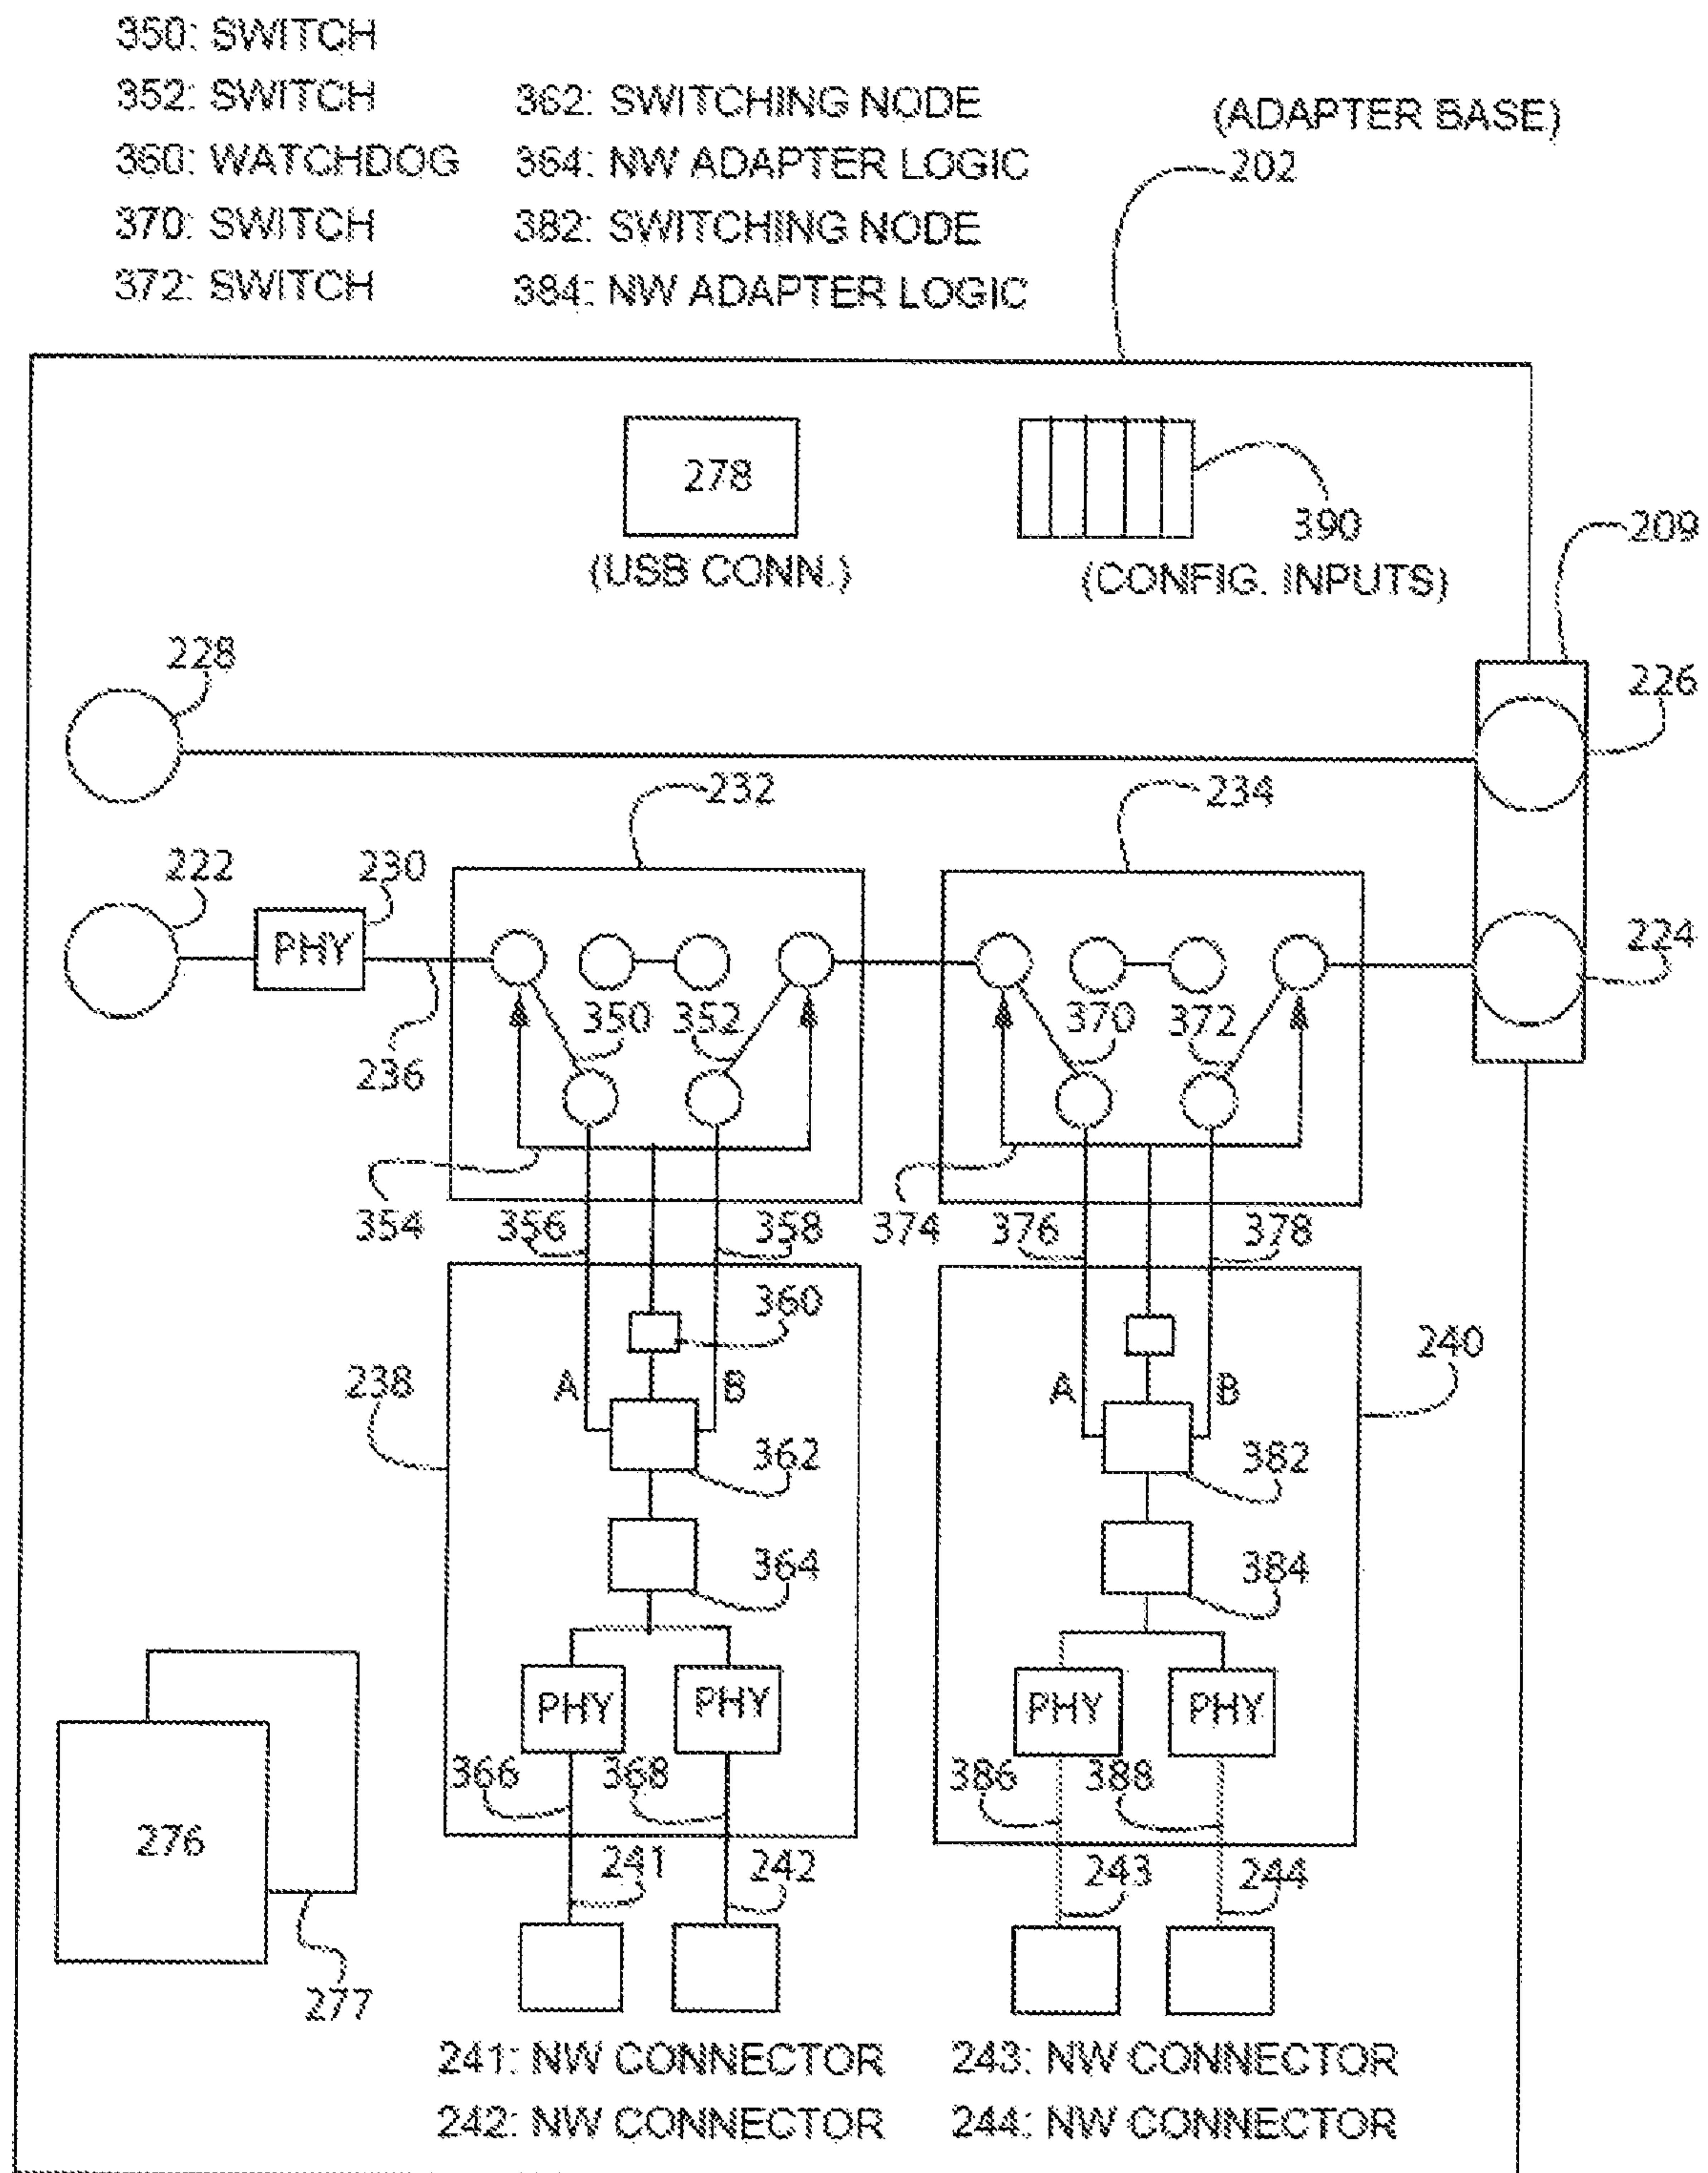 350: SWITCH
352: SWITCH
360: WATCHDOG
370: SWITCH
372: SWITCH
362: SWITCHING NODE
364: NW ADAPTER LOGIC
382: SWITCHING NODE
384: NW ADAPTER LOGIC
(ADAPTER BASE)
202
278
(USB CONN.)
390
(CONFIG. INPUTS)
209
228
226
232
234
222
230
PHY
224
350
352
370
372
236
354
356
358
374
376
378
360
A
B
A
B
240
238
362
382
364
384
PHY
PHY
PHY
PHY
366
368
386
388
276
241
242
243
244
277
241: NW CONNECTOR
242: NW CONNECTOR
243: NW CONNECTOR
244: NW CONNECTOR